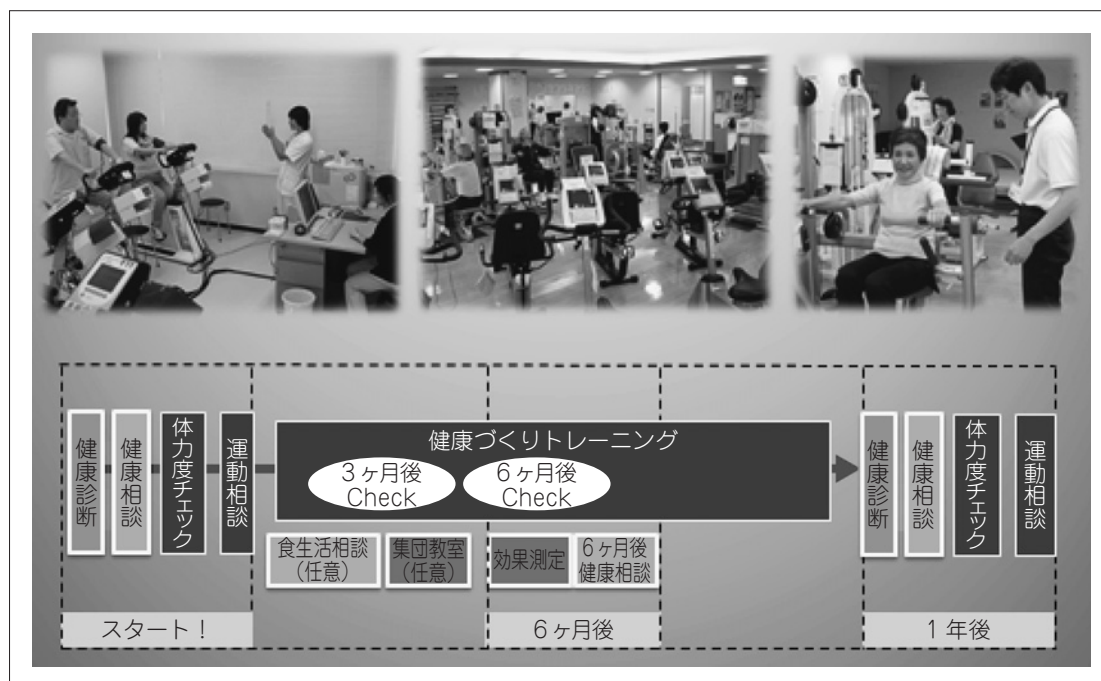 健康診断
健康相談
体力度チェック
運動相談
健康づくりトレーニング
3ヶ月後
Check
6ヶ月後
Check
食生活相談
（任意）
集団教室
（任意）
効果測定
6ヶ月後
健康相談
健康診断
健康相談
体力度チェック
運動相談
スタート！
6ヶ月後
1年後